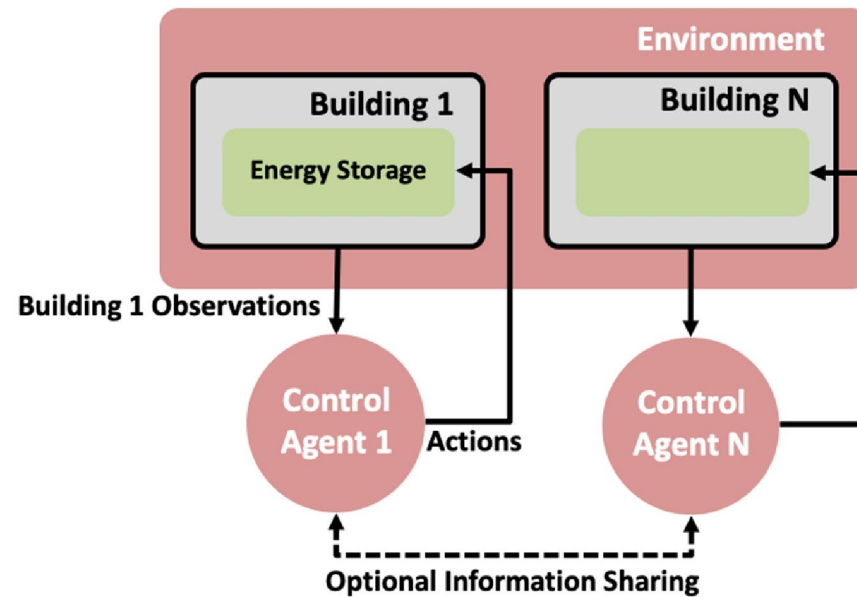 Environment
Building 1
Building N
Energy Storage
Building 1 Observations
Control
Agent 1
Actions
Control
Agent N
Optional Information Sharing